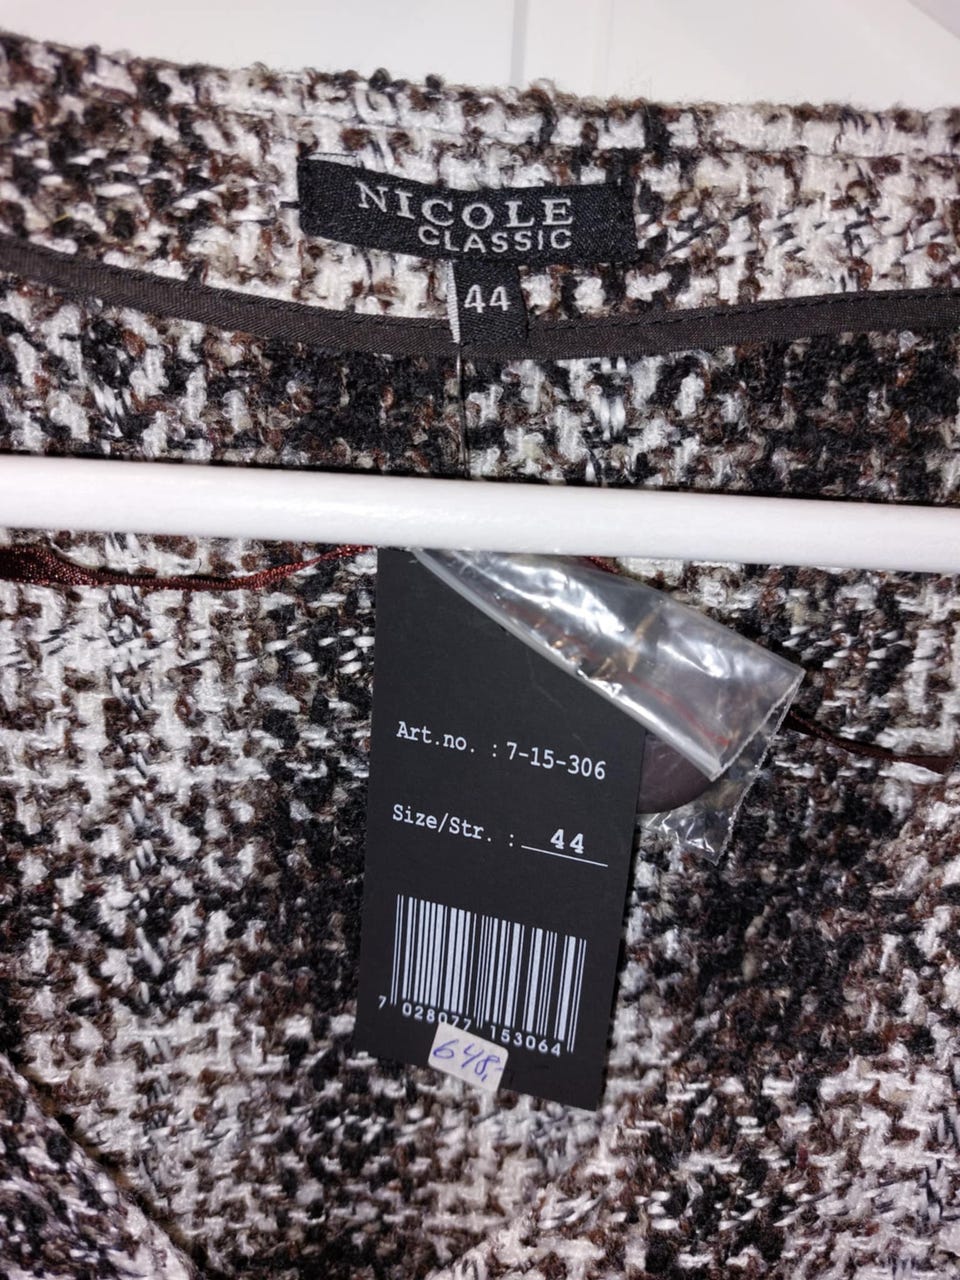 NICOLE
CLASSIC
44
Art.no. : 7-15-306
Size/Str. : 44
7 028077 153064
648,-